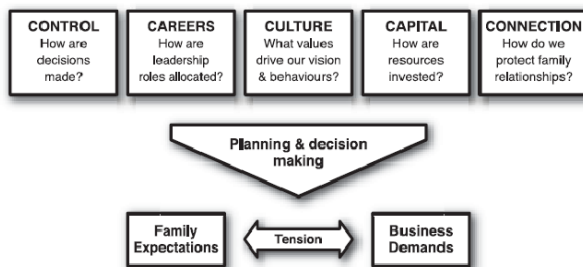 CONTROL
How are
decisions
made?
CAREERS
How are
leadership
roles allocated?
CULTURE
What values
drive our vision
& behaviours?
CAPITAL
How are
resources
invested?
CONNECTION
How do we
protect family
relationships?
Planning & decision
making
Family
Expectations
Tension
Business
Demands